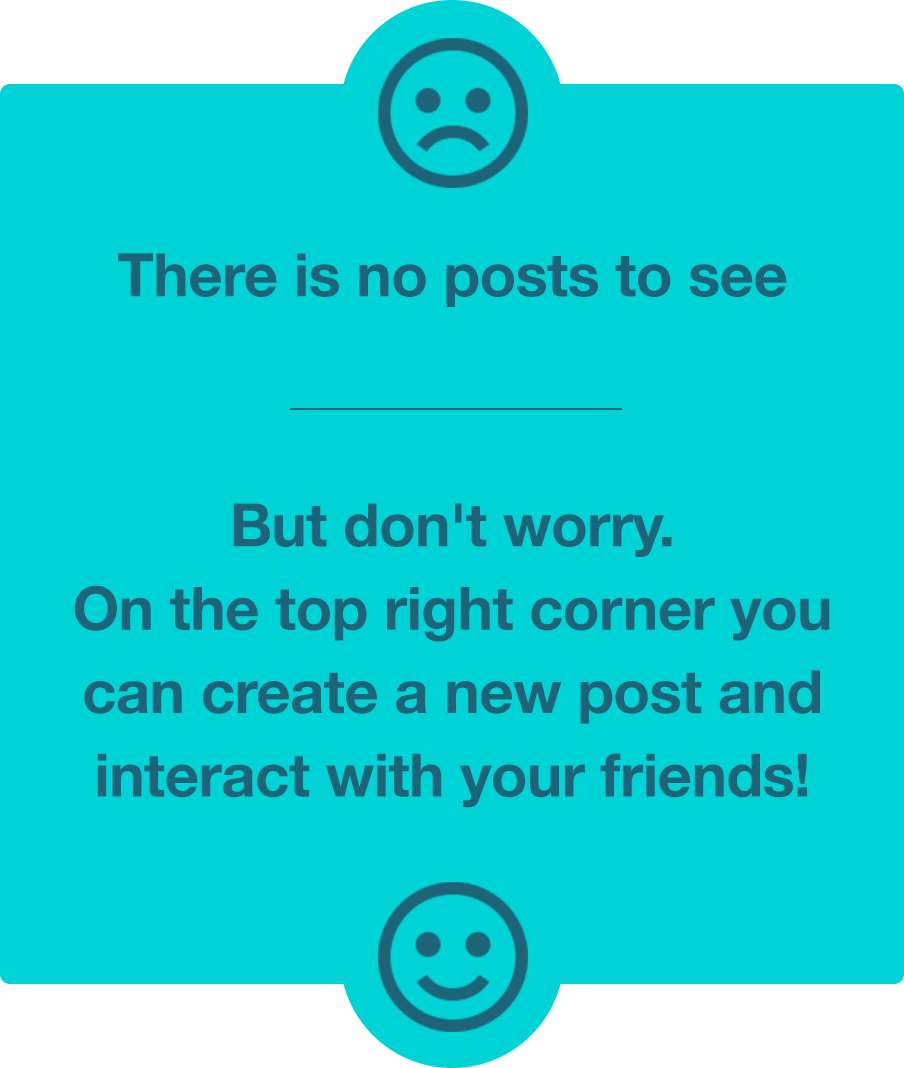 There is no posts to see
But don't worry.
On the top right corner you
can create a new post and
interact with your friends!